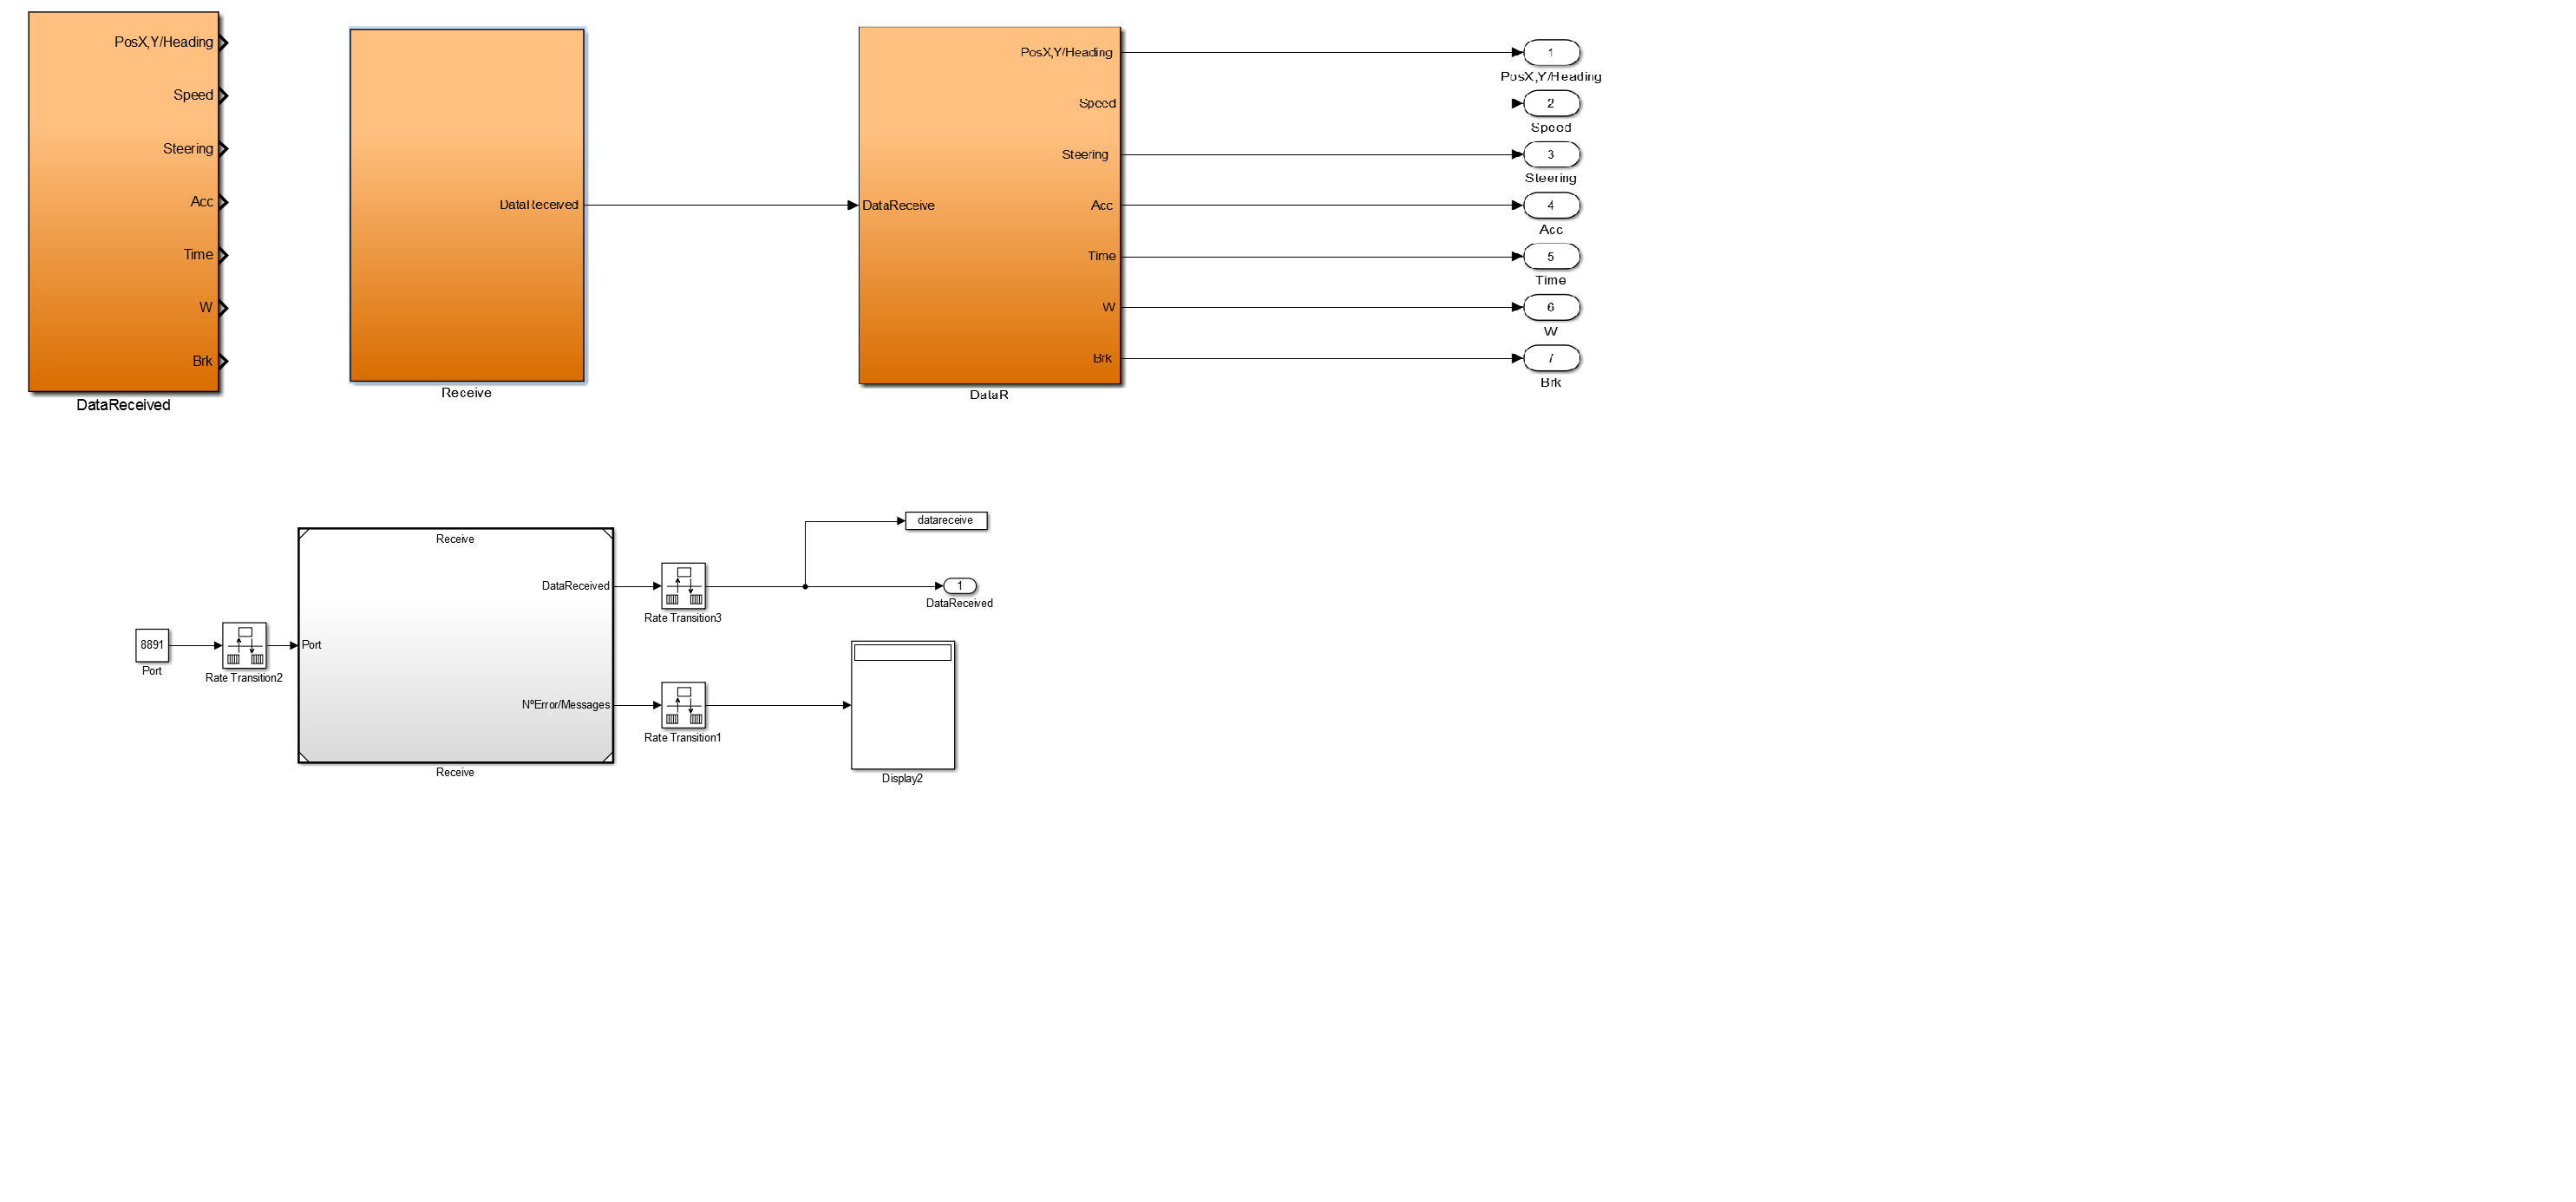 PosX,Y/Heading
Speed
Steering
Acc
Time
W
Brk
DataReceived
DataReceived
Receive
DataReceive
PosX,Y/Heading
Speed
Steering
Acc
Time
W
Brk
DataR
1
PosX,Y/Heading
2
Speed
3
Steering
4
Acc
5
Time
6
W
7
Brk
8891
Port
Rate Transition2
Receive
Port
DataReceived
NºError/Messages
Receive
Rate Transition3
Rate Transition1
datareceive
1
DataReceived
Display2